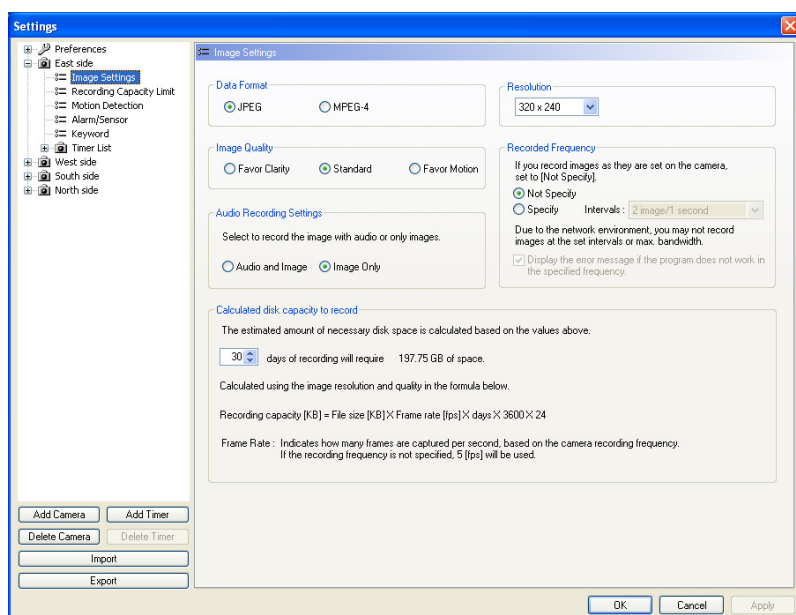 Settings
Preferences
East side
Image Settings
Recording Capacity Limit
Motion Detection
Alarm/Sensor
Keyword
Timer List
West side
South side
North side
Add Camera
Add Timer
Delete Camera
Delete Timer
Import
Export
Image Settings
Data Format
JPEG
MPEG-4
Resolution
320 x 240
Image Quality
Favor Clarity
Standard
Favor Motion
Recorded Frequency
If you record images as they are set on the camera,
set to [Not Specify].
Not Specify
Specify
Intervals :
2 image/1 second
Due to the network environment, you may not record
images at the set intervals or max. bandwidth.
Display the error message if the program does not work in
the specified frequency.
Audio Recording Settings
Select to record the image with audio or only images.
Audio and Image
Image Only
Calculated disk capacity to record
The estimated amount of necessary disk space is calculated based on the values above.
30 days of recording will require 197.75 GB of space.
Calculated using the image resolution and quality in the formula below.
Recording capacity [KB] = File size [KB] X Frame rate [fps] X days X 3600 X 24
Frame Rate : Indicates how many frames are captured per second, based on the camera recording frequency.
If the recording frequency is not specified, 5 [fps] will be used.
OK
Cancel
Apply